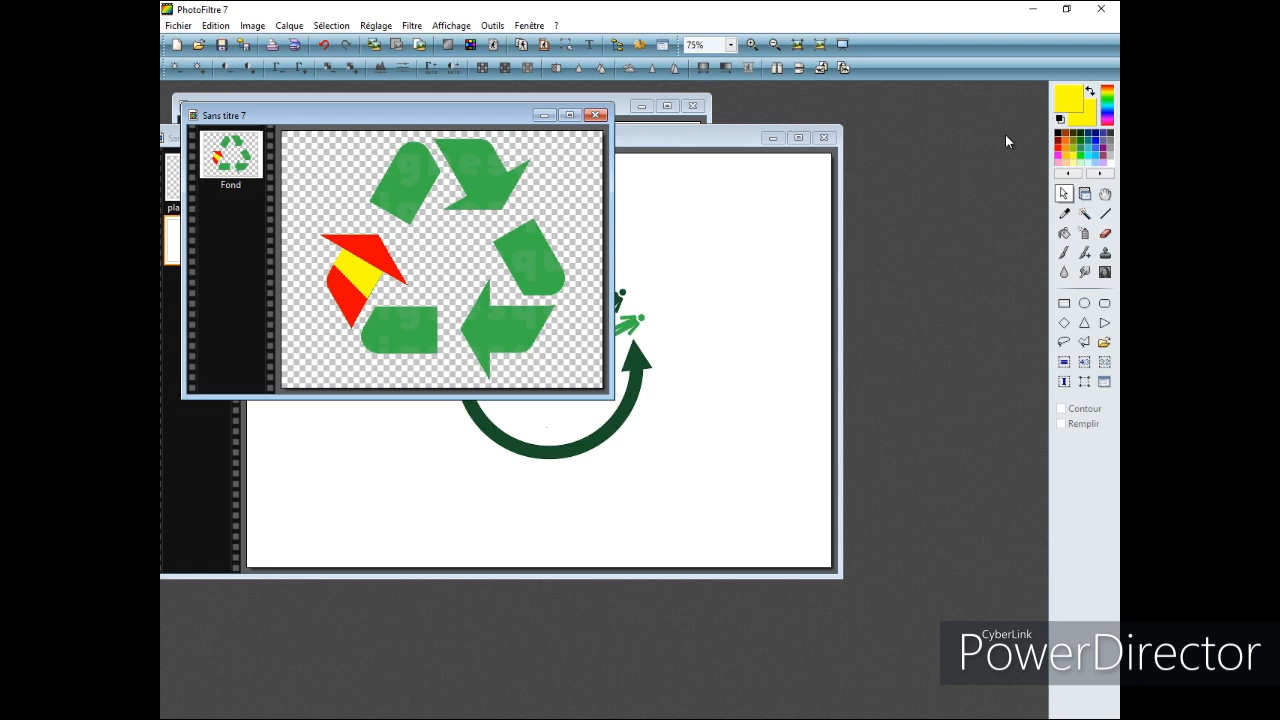 PhotoFiltre 7
Fichier Edition Image Calque Sélection Réglage Filtre Affichage Outils Fenêtre ?
75%
Sans titre 7
Fond
Contour
Remplir
CyberLink
PowerDirector